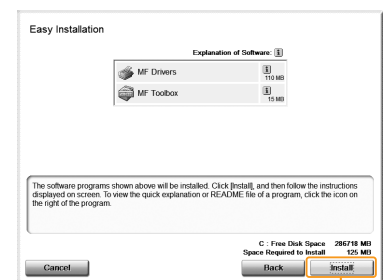 Easy Installation
Explanation of Software: i
MF Drivers i
110 MB
MF Toolbox i
15 MB
The software programs shown above will be installed. Click [Install], and then follow the instructions
displayed on screen. To view the quick explanation or README file of a program, click the icon on
the right of the program.
C : Free Disk Space 286718 MB
Space Required to Install 125 MB
Cancel Back Install